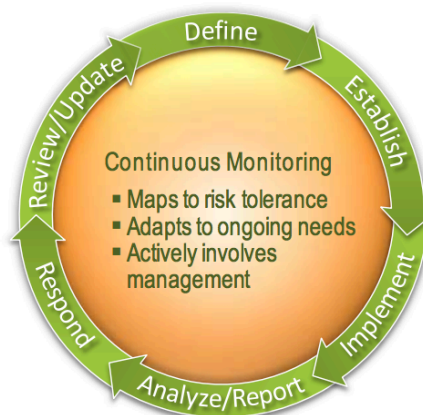 Define
Establish
Implement
Analyze/Report
Respond
Review/Update
Continuous Monitoring
▪ Maps to risk tolerance
▪ Adapts to ongoing needs
▪ Actively involves
management